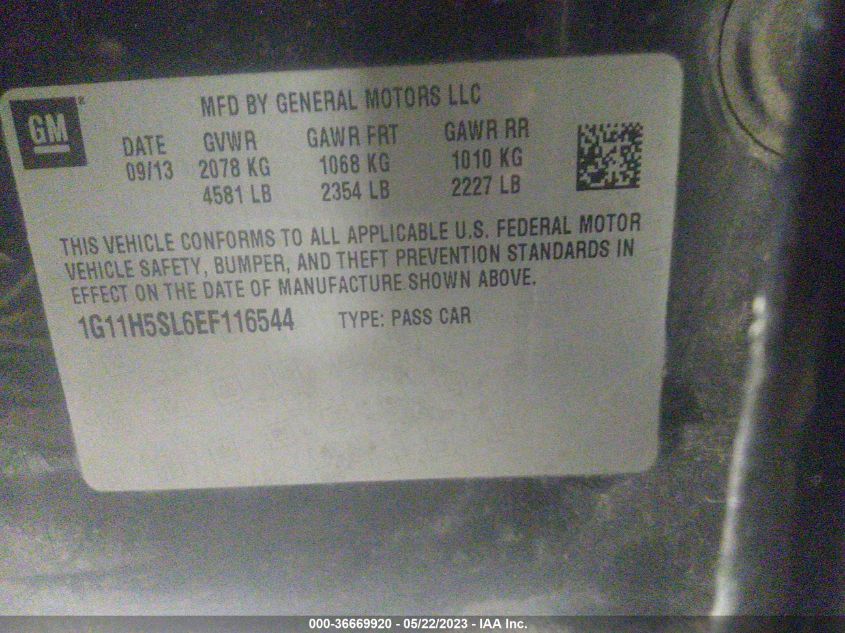 GM
MFD BY GENERAL MOTORS LLC
DATE GVWR GAWR FRT GAWR RR
09/13 2078 KG 1068 KG 1010 KG
4581 LB 2354 LB 2227 LB
THIS VEHICLE CONFORMS TO ALL APPLICABLE U.S. FEDERAL MOTOR
VEHICLE SAFETY, BUMPER, AND THEFT PREVENTION STANDARDS IN
EFFECT ON THE DATE OF MANUFACTURE SHOWN ABOVE.
1G11H5SL6EF116544 TYPE: PASS CAR
000-36669920 - 05/22/2023 - IAA Inc.